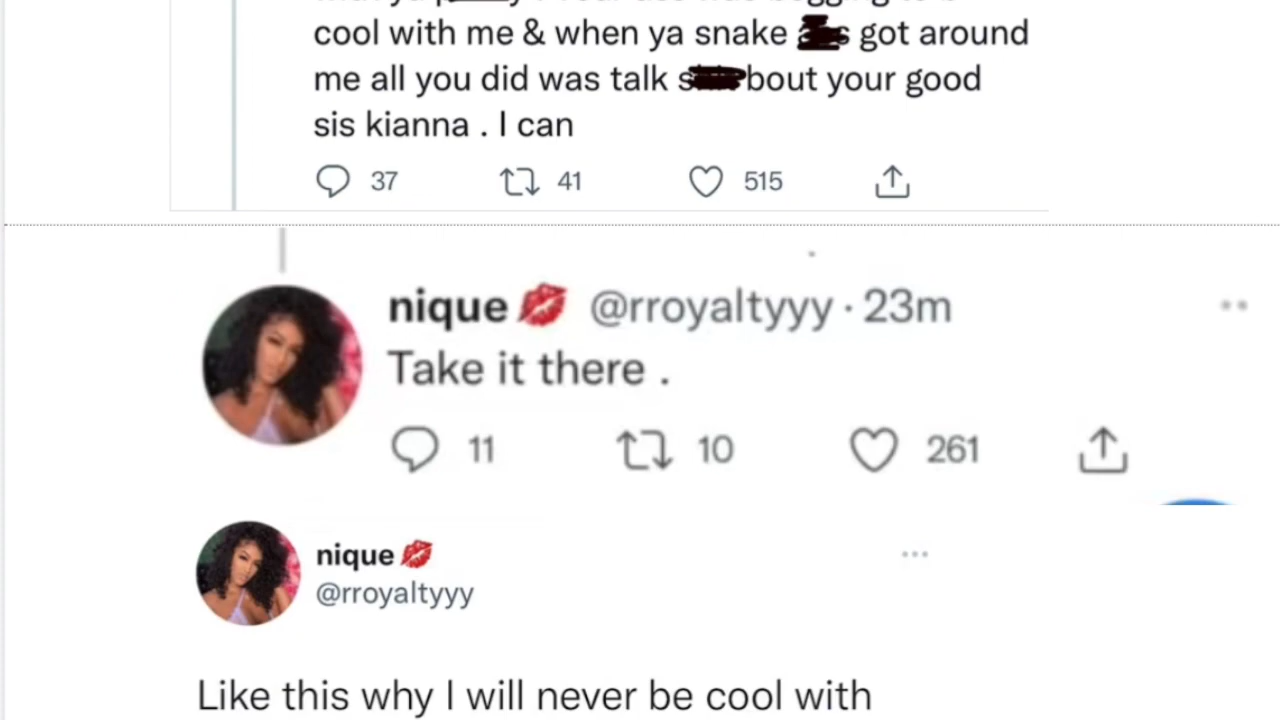 cool with me & when ya snake got around
me all you did was talk bout your good
sis kianna . I can
37 41 515
nique💋 @rroyaltyyy · 23m
Take it there .
11 10 261
nique💋
@rroyaltyyy
Like this why I will never be cool with